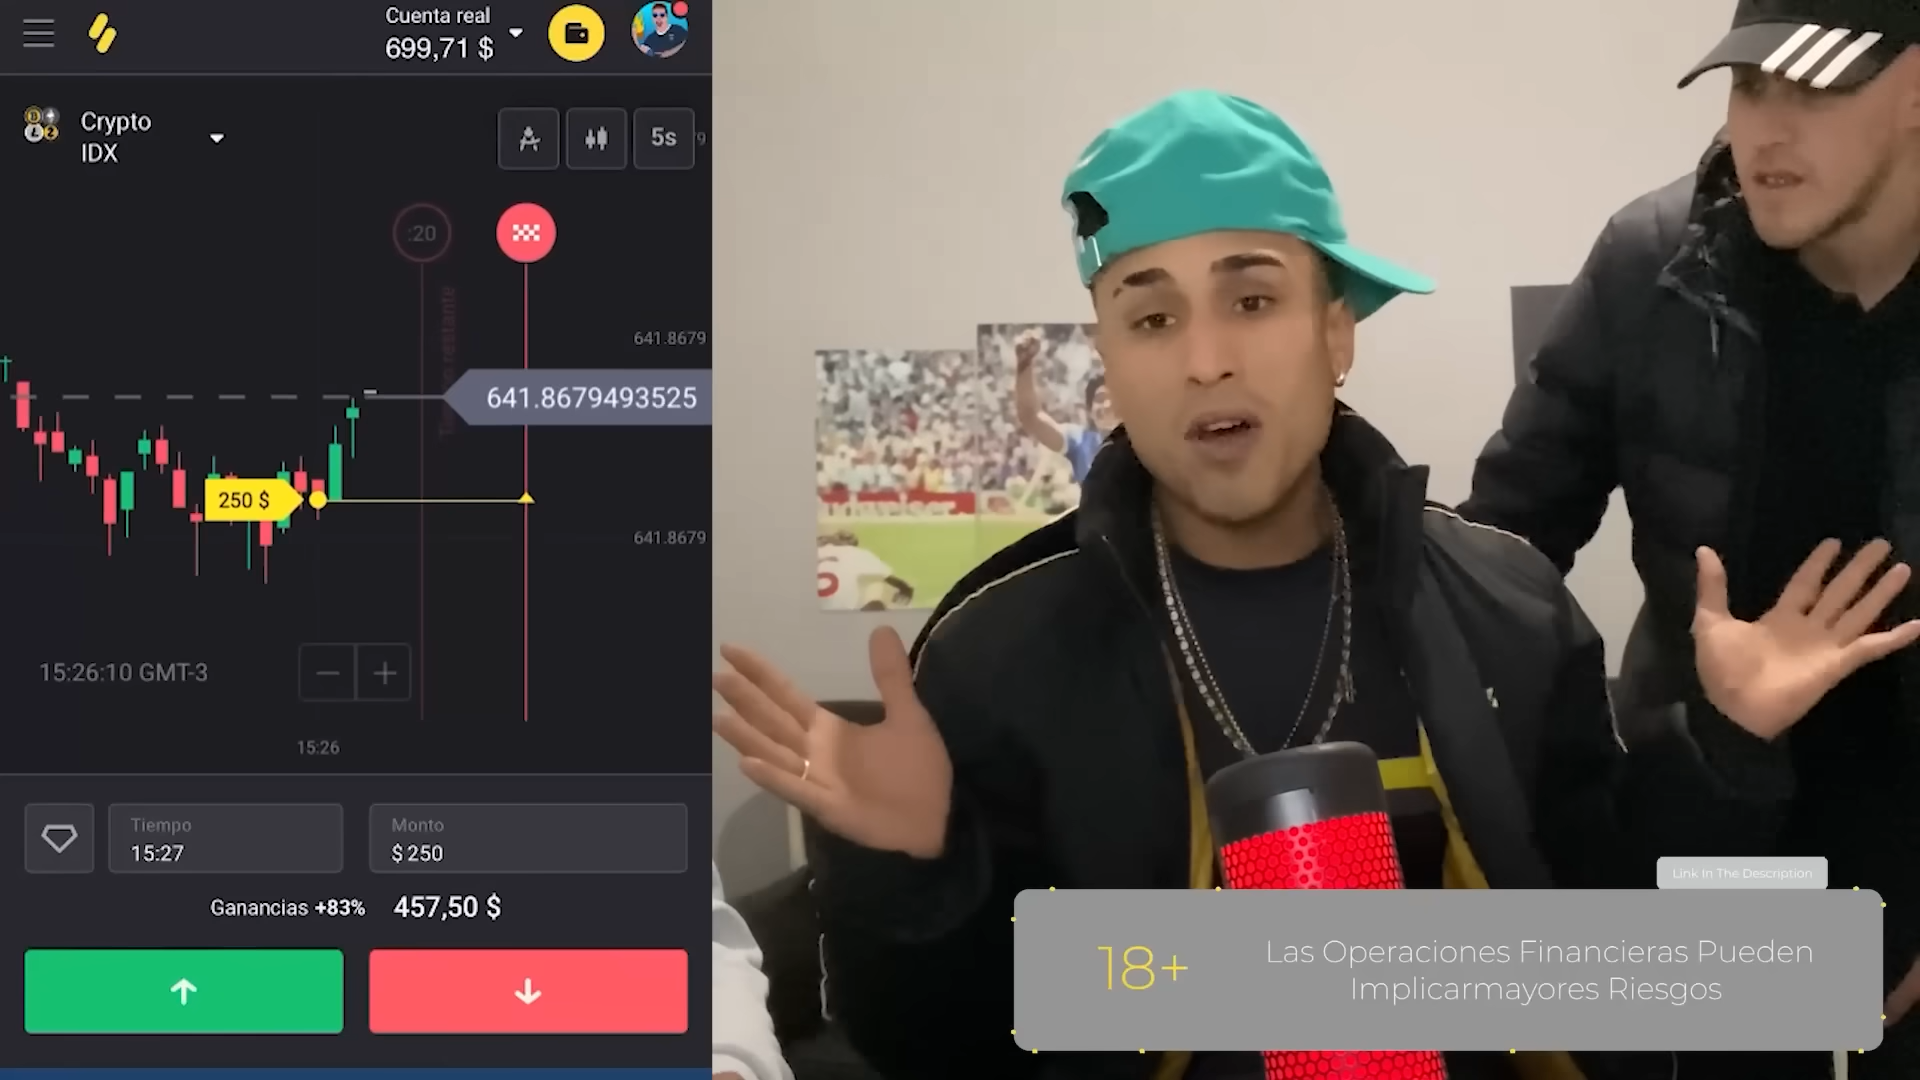 Cuenta real
699,71 $
Crypto
IDX
5s
:20
641.8679
641.8679493525
250 $
641.8679
15:26:10 GMT-3
15:26
Tiempo
15:27
Monto
$ 250
Ganancias +83%
457,50 $
Link In The Description
18+
Las Operaciones Financieras Pueden
Implicarmayores Riesgos